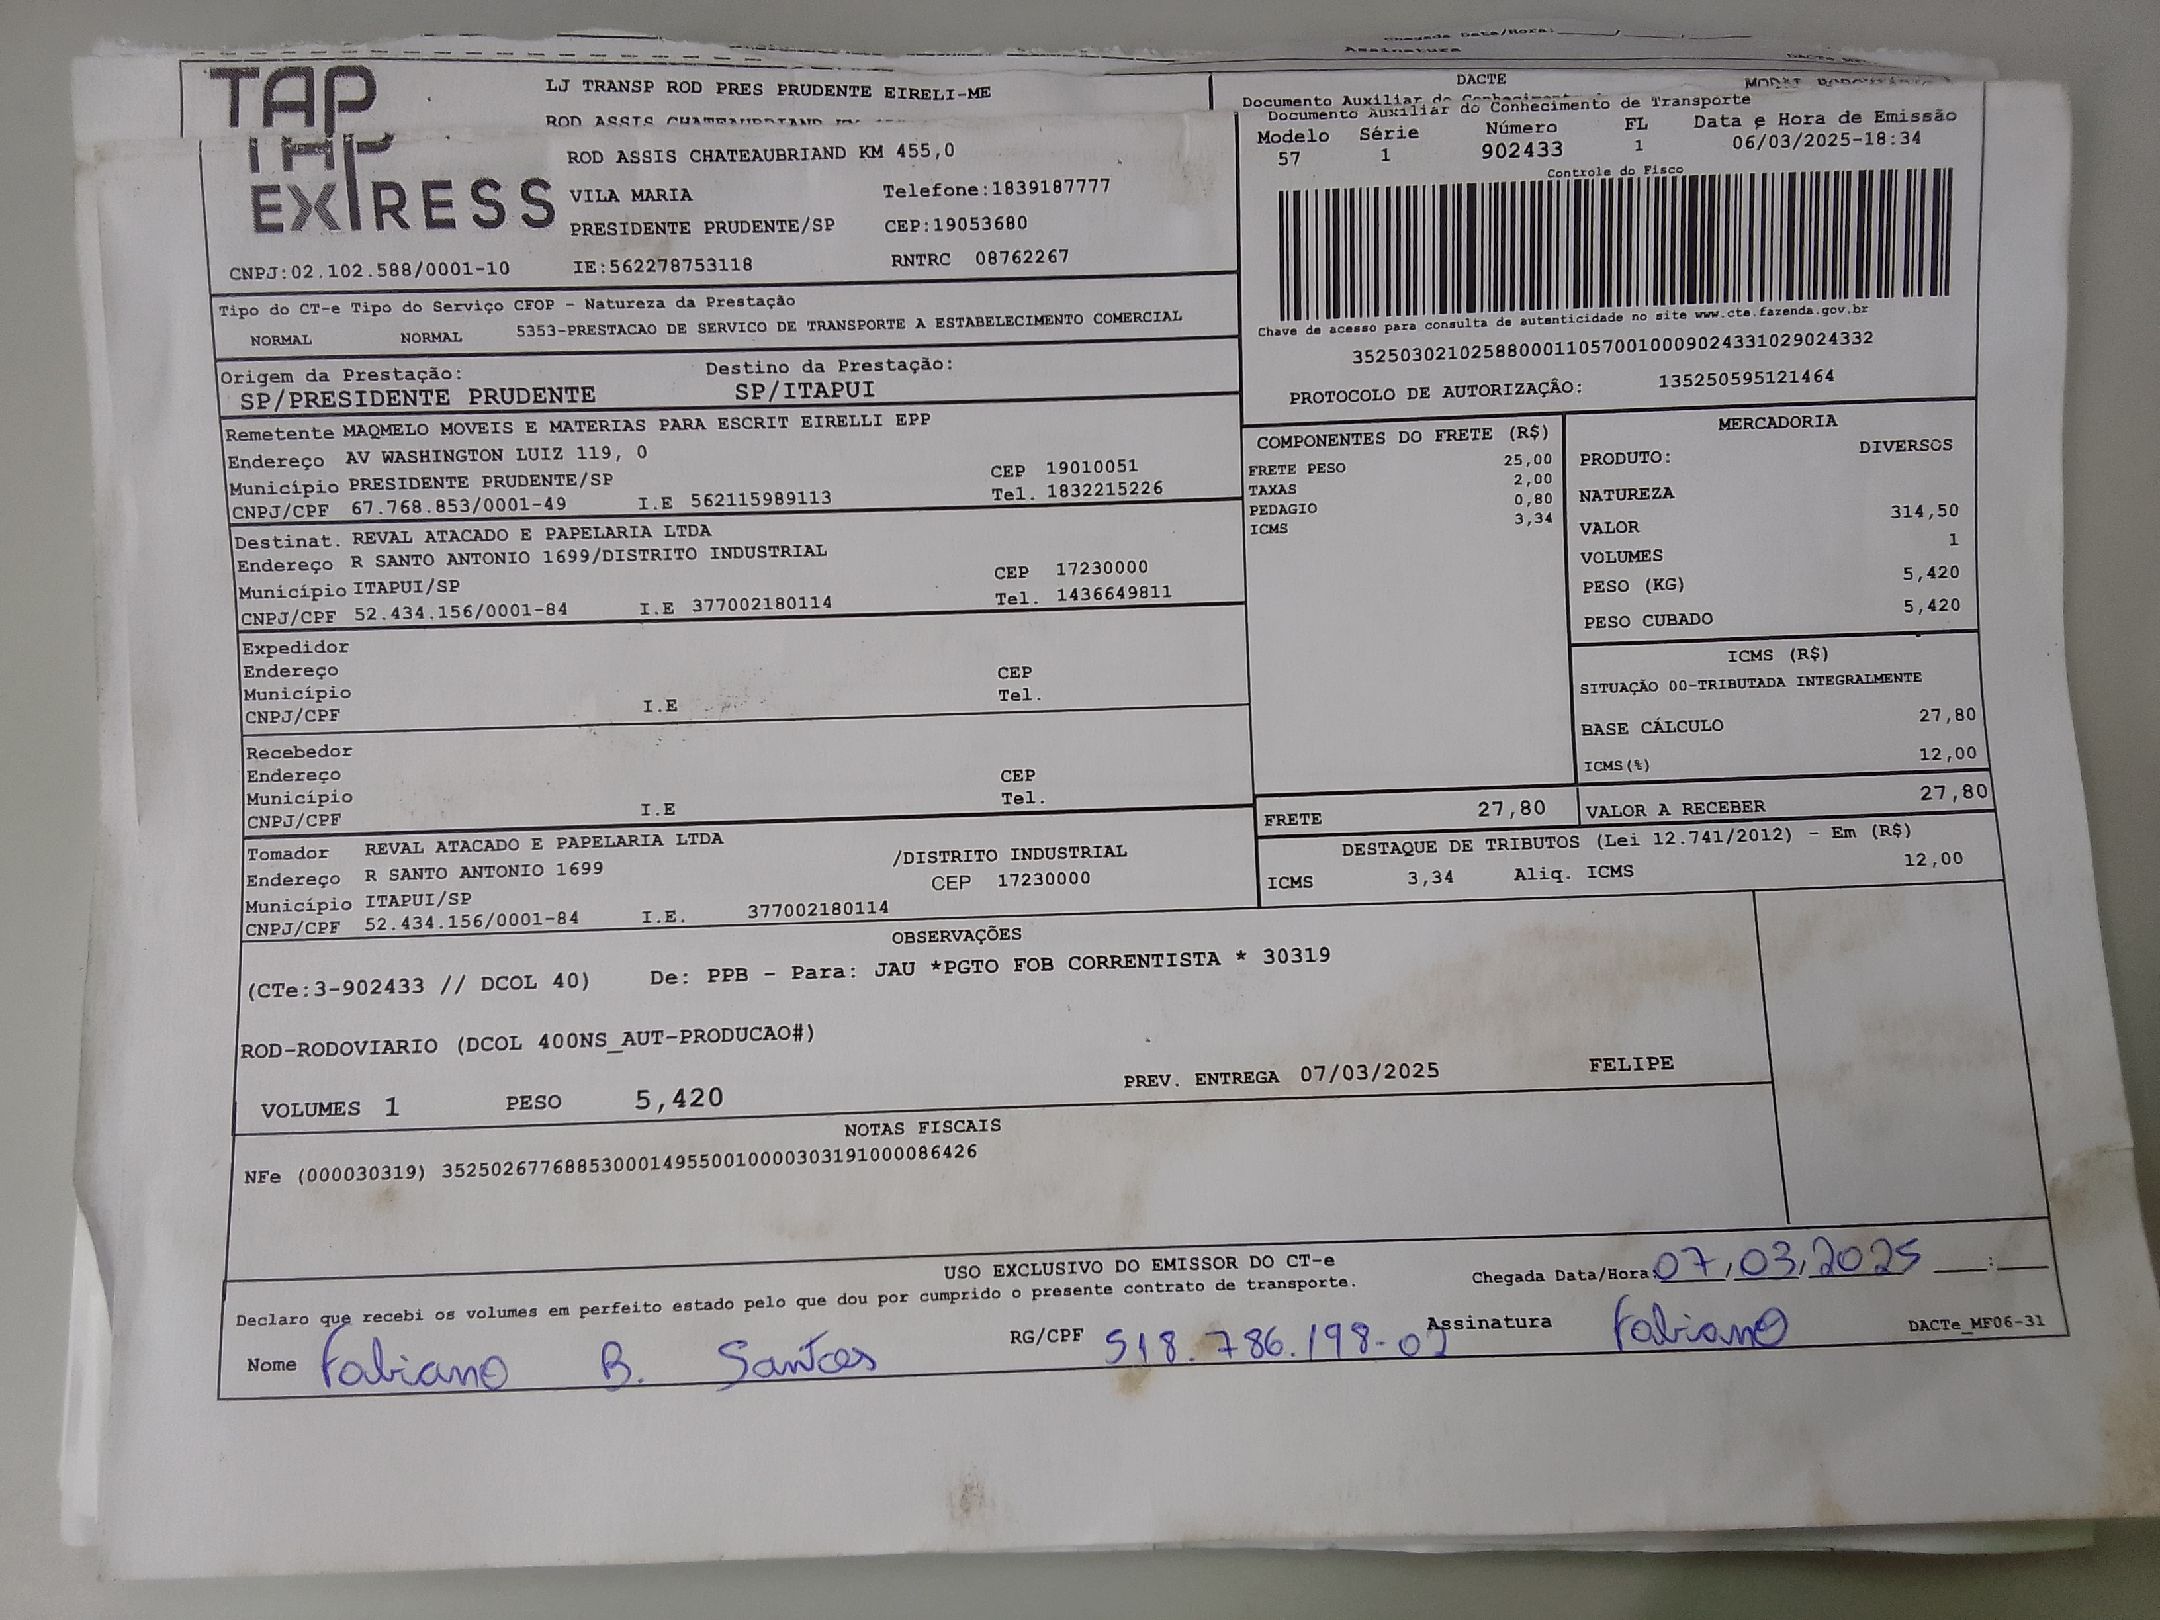 Chegada Data/Hora:
Assinatura
TAP
LJ TRANSP ROD PRES PRUDENTE EIRELI-ME
DACTE
Documento Auxiliar do
ROD ASSIS CHATEAUBRIAND
TAP
EXPRESS
ROD ASSIS CHATEAUBRIAND KM 455,0
VILA MARIA Telefone:1839187777
PRESIDENTE PRUDENTE/SP CEP:19053680
CNPJ:02.102.588/0001-10 IE:562278753118 RNTRC 08762267
Documento Auxiliar do Conhecimento de Transporte
Modelo Série Número FL Data e Hora de Emissão
57 1 902433 1 06/03/2025-18:34
Controle do Fisco
Chave de acesso para consulta de autenticidade no site www.cte.fazenda.gov.br
35250302102588000110570010009024331029024332
PROTOCOLO DE AUTORIZAÇÂO: 135250595121464
Tipo do CT-e Tipo do Serviço CFOP - Natureza da Prestação
NORMAL NORMAL 5353-PRESTACAO DE SERVICO DE TRANSPORTE A ESTABELECIMENTO COMERCIAL
Origem da Prestação: Destino da Prestação:
SP/PRESIDENTE PRUDENTE SP/ITAPUI
Remetente MAQMELO MOVEIS E MATERIAS PARA ESCRIT EIRELLI EPP
Endereço AV WASHINGTON LUIZ 119, 0 CEP 19010051
Município PRESIDENTE PRUDENTE/SP Tel. 1832215226
CNPJ/CPF 67.768.853/0001-49 I.E 562115989113
Destinat. REVAL ATACADO E PAPELARIA LTDA
Endereço R SANTO ANTONIO 1699/DISTRITO INDUSTRIAL
Município ITAPUI/SP CEP 17230000
CNPJ/CPF 52.434.156/0001-84 I.E 377002180114 Tel. 1436649811
Expedidor
Endereço CEP
Município Tel.
CNPJ/CPF I.E
Recebedor
Endereço CEP
Município Tel.
CNPJ/CPF I.E
Tomador REVAL ATACADO E PAPELARIA LTDA
Endereço R SANTO ANTONIO 1699 /DISTRITO INDUSTRIAL
Município ITAPUI/SP CEP 17230000
CNPJ/CPF 52.434.156/0001-84 I.E. 377002180114
COMPONENTES DO FRETE (R$)
FRETE PESO 25,00
TAXAS 2,00
PEDAGIO 0,80
ICMS 3,34
MERCADORIA
PRODUTO: DIVERSOS
NATUREZA
VALOR 314,50
VOLUMES 1
PESO (KG) 5,420
PESO CUBADO 5,420
ICMS (R$)
SITUAÇÃO 00-TRIBUTADA INTEGRALMENTE
BASE CÁLCULO 27,80
ICMS(%) 12,00
FRETE 27,80 VALOR A RECEBER 27,80
DESTAQUE DE TRIBUTOS (Lei 12.741/2012) - Em (R$)
ICMS 3,34 Aliq. ICMS 12,00
OBSERVAÇÕES
(CTe:3-902433 // DCOL 40) De: PPB - Para: JAU *PGTO FOB CORRENTISTA * 30319
ROD-RODOVIARIO (DCOL 400NS_AUT-PRODUCAO#)
VOLUMES 1 PESO 5,420 PREV. ENTREGA 07/03/2025 FELIPE
NOTAS FISCAIS
NFe (000030319) 35250267768853000149550010000303191000086426
USO EXCLUSIVO DO EMISSOR DO CT-e
Declaro que recebi os volumes em perfeito estado pelo que dou por cumprido o presente contrato de transporte.
Chegada Data/Hora: 07,03,2025 ___:___
Nome Fabiano B. Santos RG/CPF 518.786.198-02 Assinatura Fabiano DACTe_MF06-31